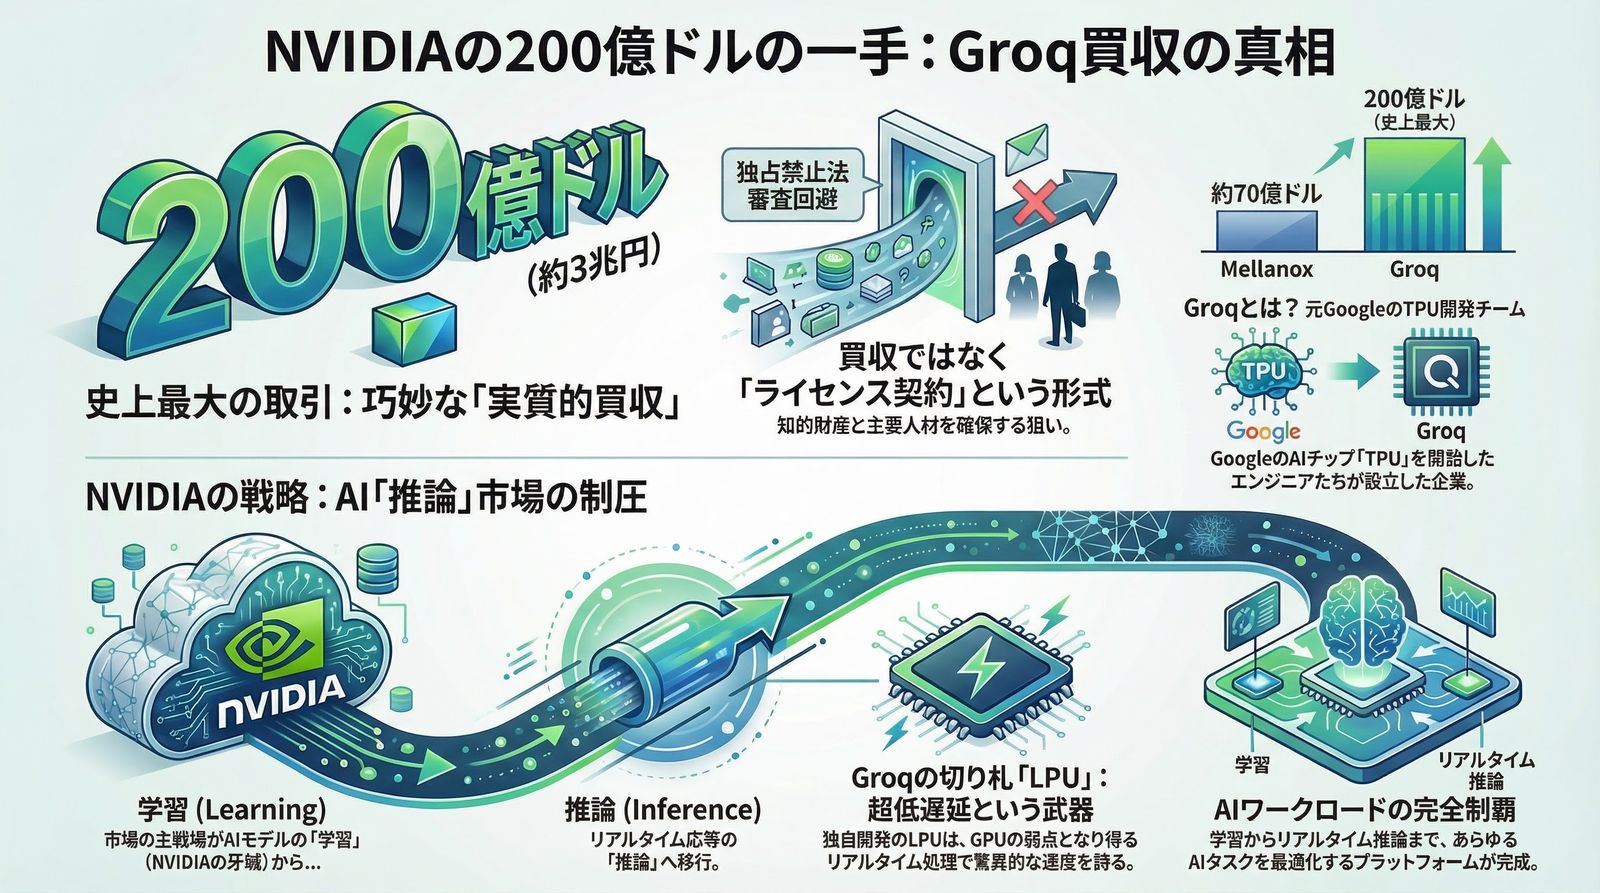 NVIDIAの200億ドルの一手：Groq買収の真相
200億ドル
(約3兆円)
史上最大の取引：巧妙な「実質的買収」
独占禁止法
審査回避
買収ではなく
「ライセンス契約」という形式
知的財産と主要人材を確保する狙い。
200億ドル
(史上最大)
約70億ドル
Mellanox
Groq
Groqとは？ 元GoogleのTPU開発チーム
TPU
Google
Groq
GoogleのAIチップ「TPU」を開始した
エンジニアたちが設立した企業。
NVIDIAの戦略：AI「推論」市場の制圧
NVIDIA
学習 (Learning)
市場の主戦場がAIモデルの「学習」
(NVIDIAの牙城) から...
推論 (Inference)
リアルタイム応等の
「推論」へ移行。
Groqの切り札「LPU」：
超低遅延という武器
独自開発のLPUは、GPUの弱点となり得る
リアルタイム処理で驚異的な速度を誇る。
学習
リアルタイム
推論
AIワークロードの完全制覇
学習からリアルタイム推論まで、あらゆる
AIタスクを最適化するプラットフォームが完成。